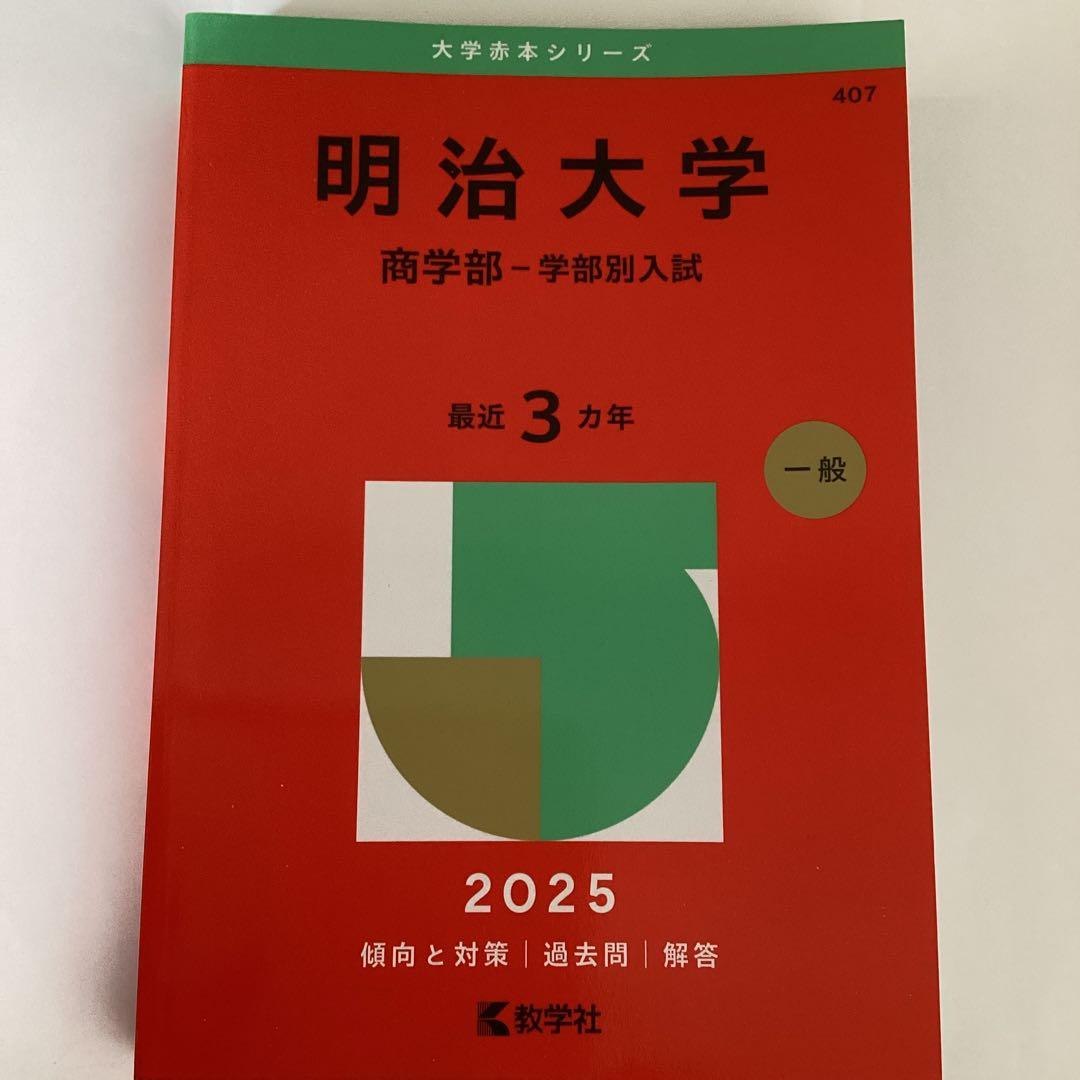 大学赤本シリーズ
407
明治大学
商学部−学部別入試
最近3カ年
一般
2025
傾向と対策|過去問|解答
教学社